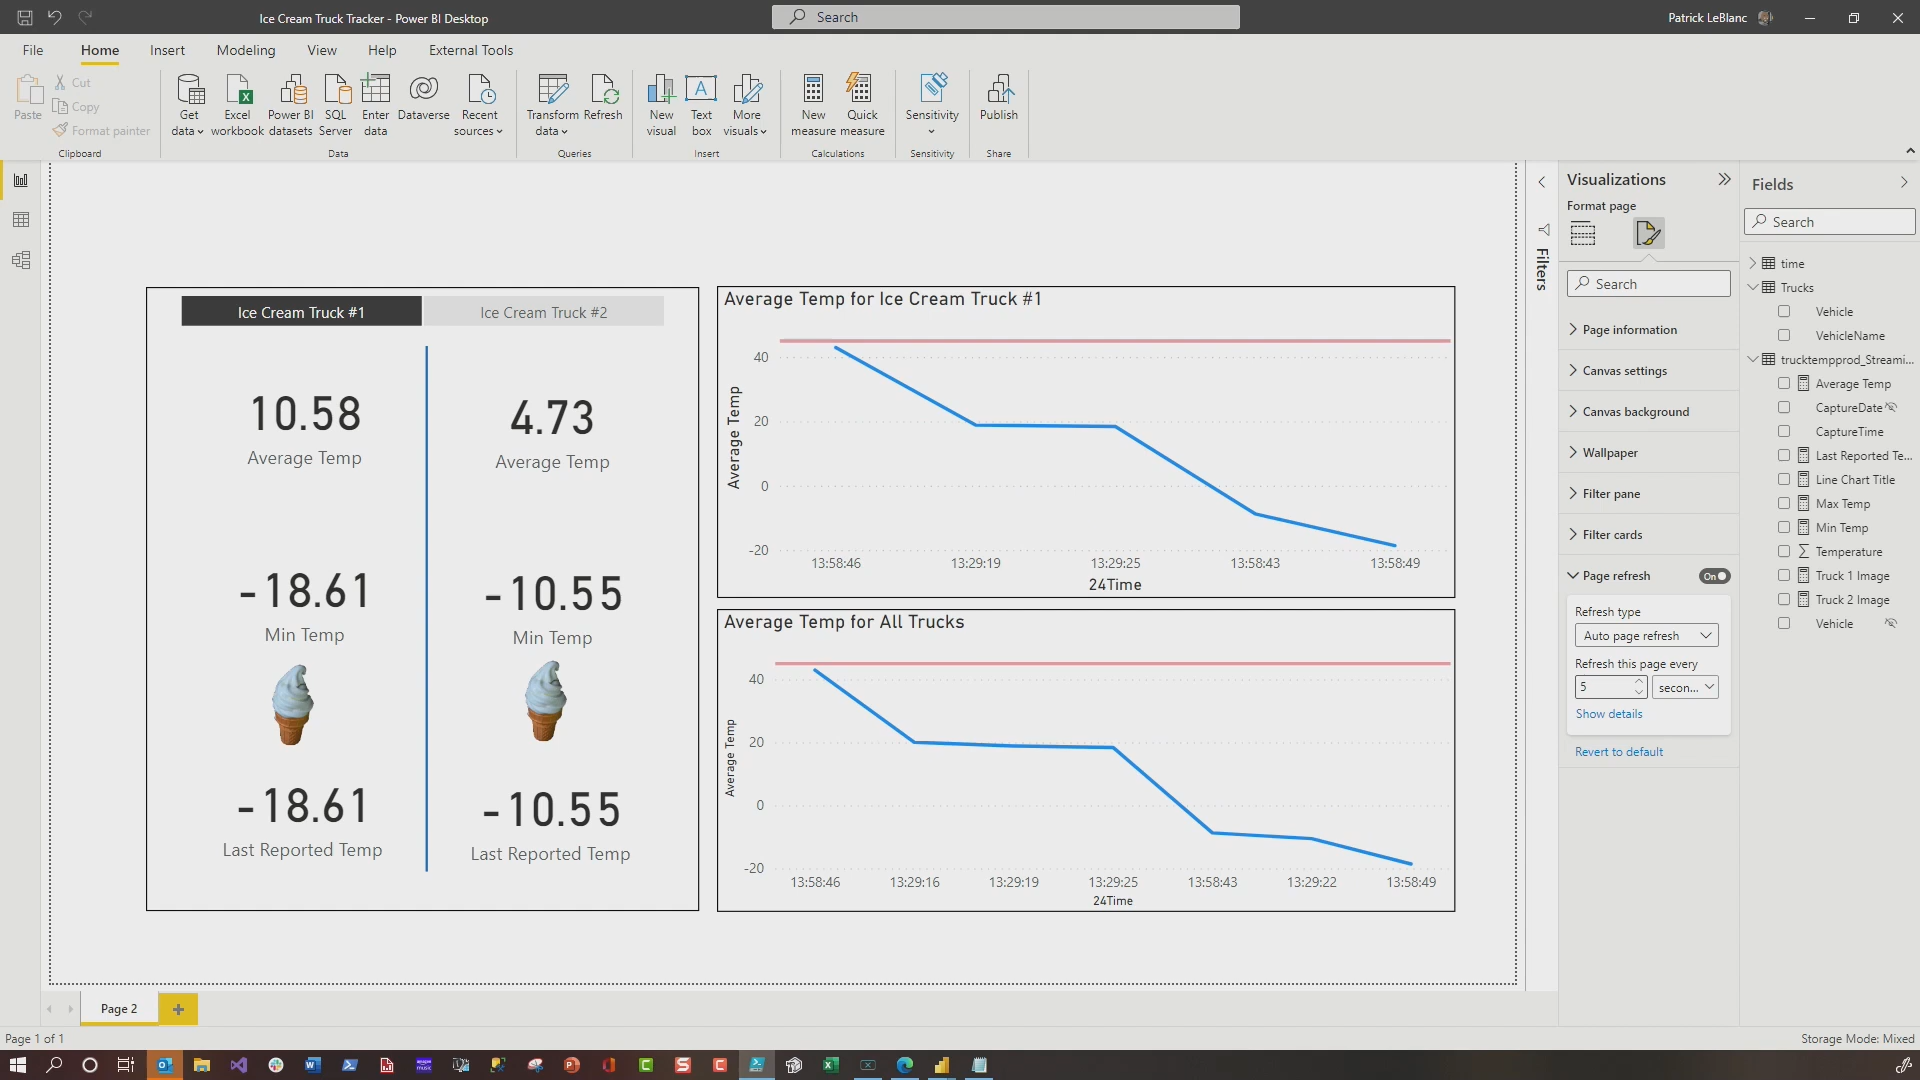 Ice Cream Truck Tracker - Power BI Desktop
Search
Patrick LeBlanc
File
Home
Insert
Modeling
View
Help
External Tools
Paste
Cut
Copy
Format painter
Clipboard
Get data
Excel workbook
Power BI datasets
SQL Server
Enter data
Dataverse
Recent sources
Data
Transform data
Refresh
Queries
New visual
Text box
More visuals
Insert
New measure
Quick measure
Calculations
Sensitivity
Sensitivity
Publish
Share
Ice Cream Truck #1
Ice Cream Truck #2
10.58
Average Temp
4.73
Average Temp
-18.61
Min Temp
-10.55
Min Temp
-18.61
Last Reported Temp
-10.55
Last Reported Temp
Average Temp for Ice Cream Truck #1
Average Temp
40
20
0
-20
13:58:46
13:29:19
13:29:25
13:58:43
13:58:49
24Time
Average Temp for All Trucks
Average Temp
40
20
0
-20
13:58:46
13:29:16
13:29:19
13:29:25
13:58:43
13:29:22
13:58:49
24Time
Filters
Visualizations
Format page
Search
Page information
Canvas settings
Canvas background
Wallpaper
Filter pane
Filter cards
Page refresh
On
Refresh type
Auto page refresh
Refresh this page every
5
secon...
Show details
Revert to default
Fields
Search
time
Trucks
Vehicle
VehicleName
trucktempprod_Streami...
Average Temp
CaptureDate
CaptureTime
Last Reported Te...
Line Chart Title
Max Temp
Min Temp
Temperature
Truck 1 Image
Truck 2 Image
Vehicle
Page 2
Page 1 of 1
Storage Mode: Mixed